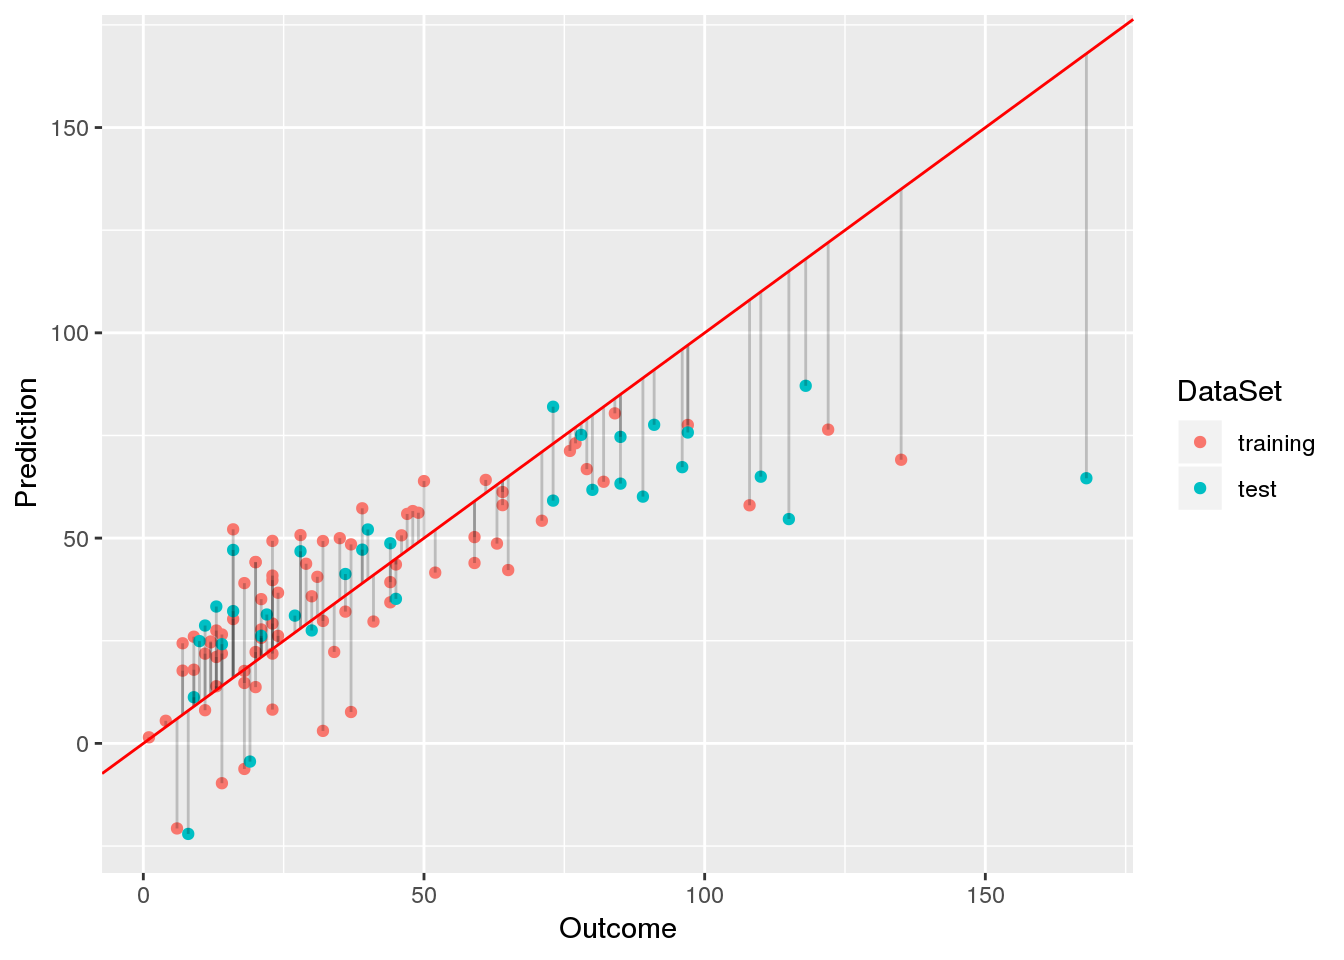 150
100
50
0
Prediction
0 50 100 150
Outcome
DataSet
training
test